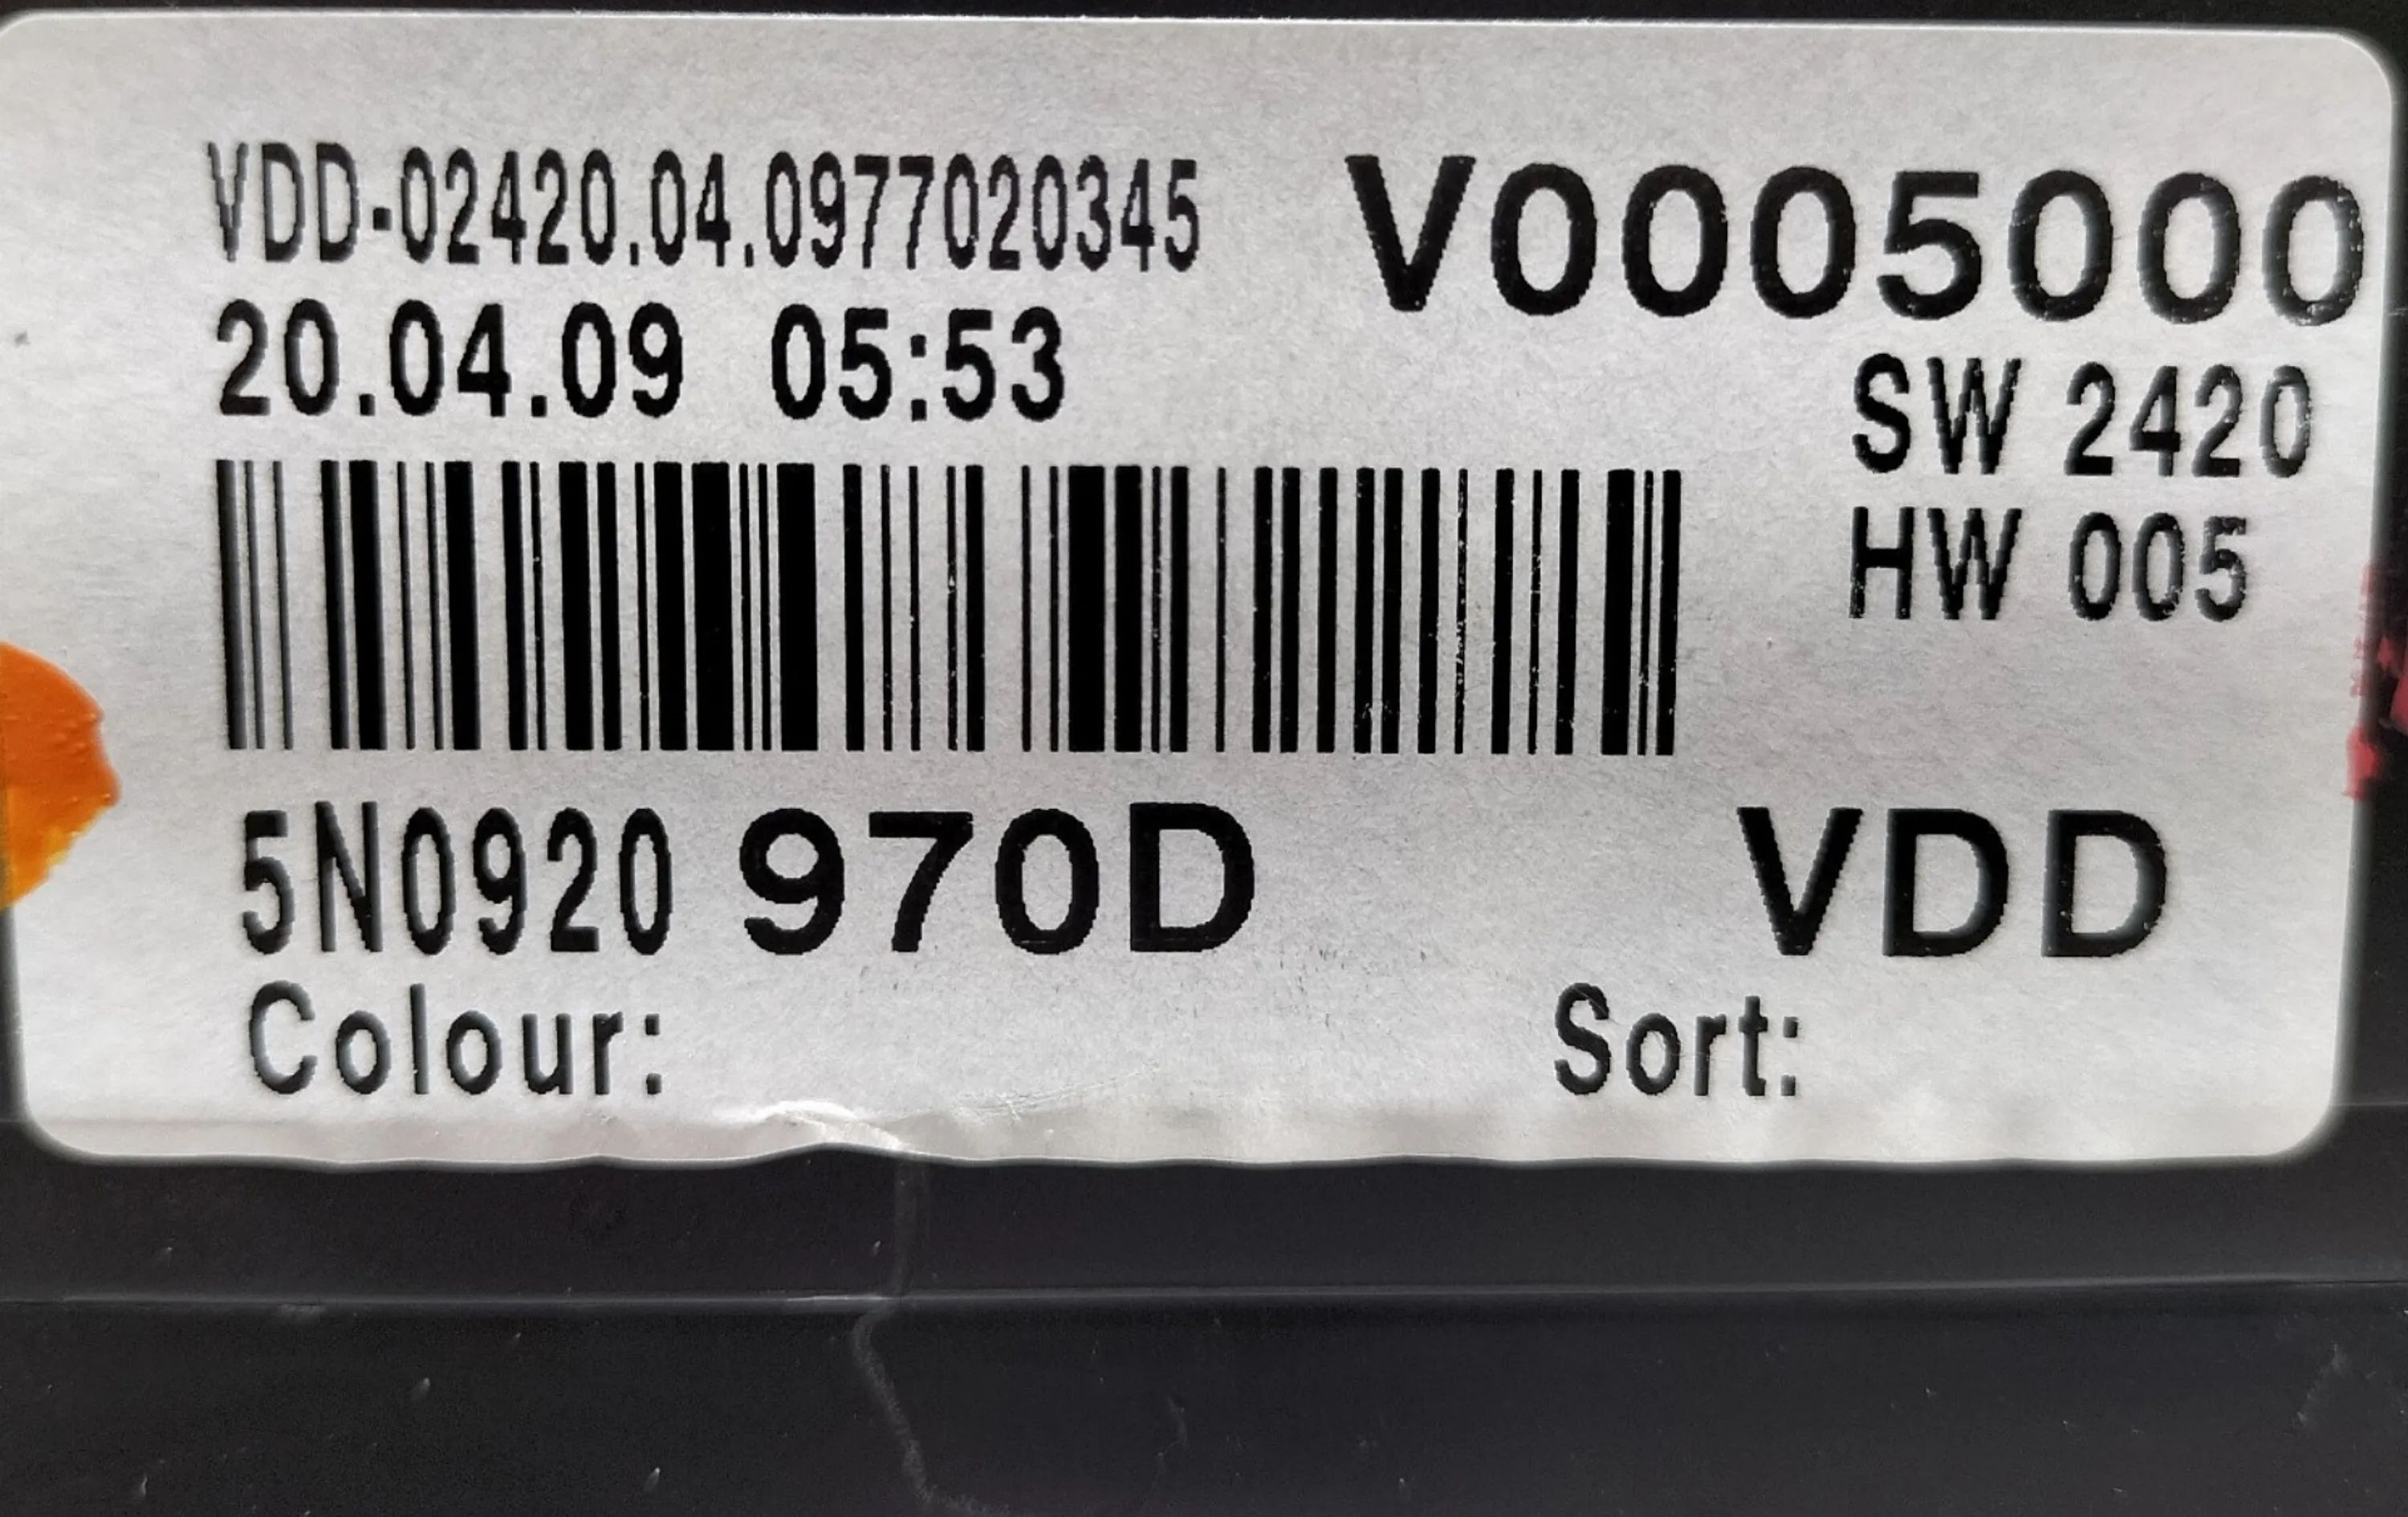 VDD-02420.04.0977020345 V0005000
20.04.09 05:53
SW 2420
HW 005
5N0920 970D VDD
Colour: Sort: